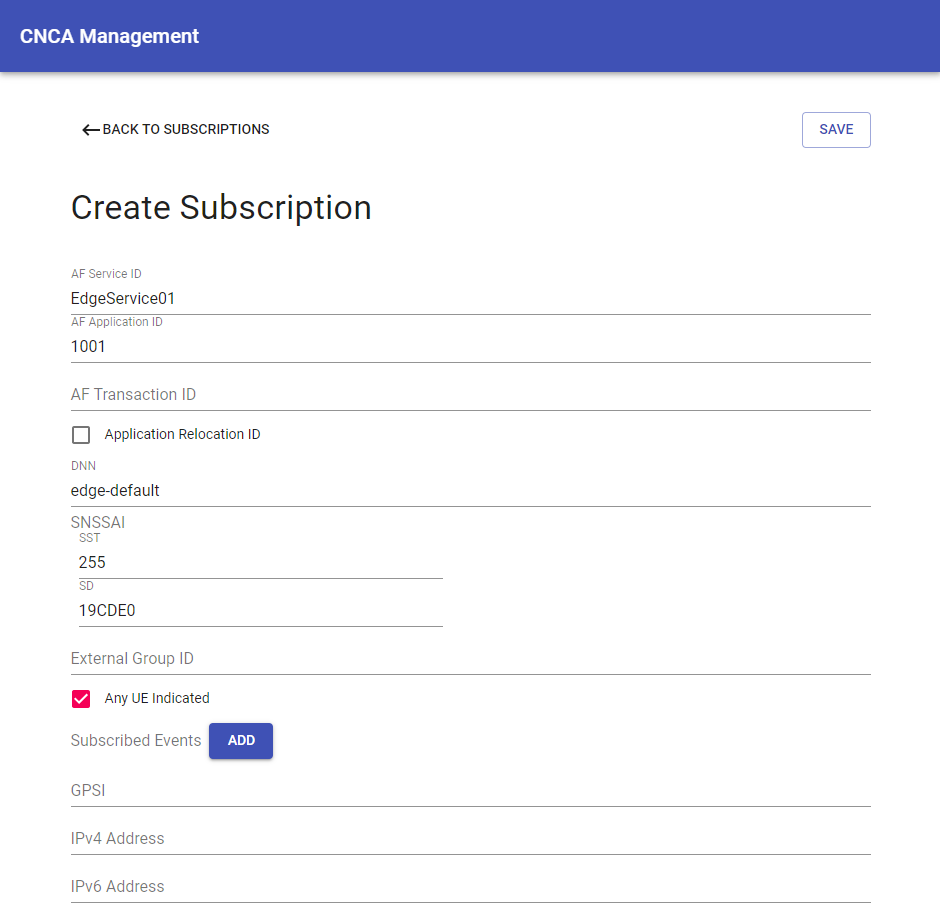 CNCA Management
BACK TO SUBSCRIPTIONS
SAVE
Create Subscription
AF Service ID
EdgeService01
AF Application ID
1001
AF Transaction ID
Application Relocation ID
DNN
edge-default
SNSSAI
SST
255
SD
19CDE0
External Group ID
Any UE Indicated
Subscribed Events ADD
GPSI
IPv4 Address
IPv6 Address